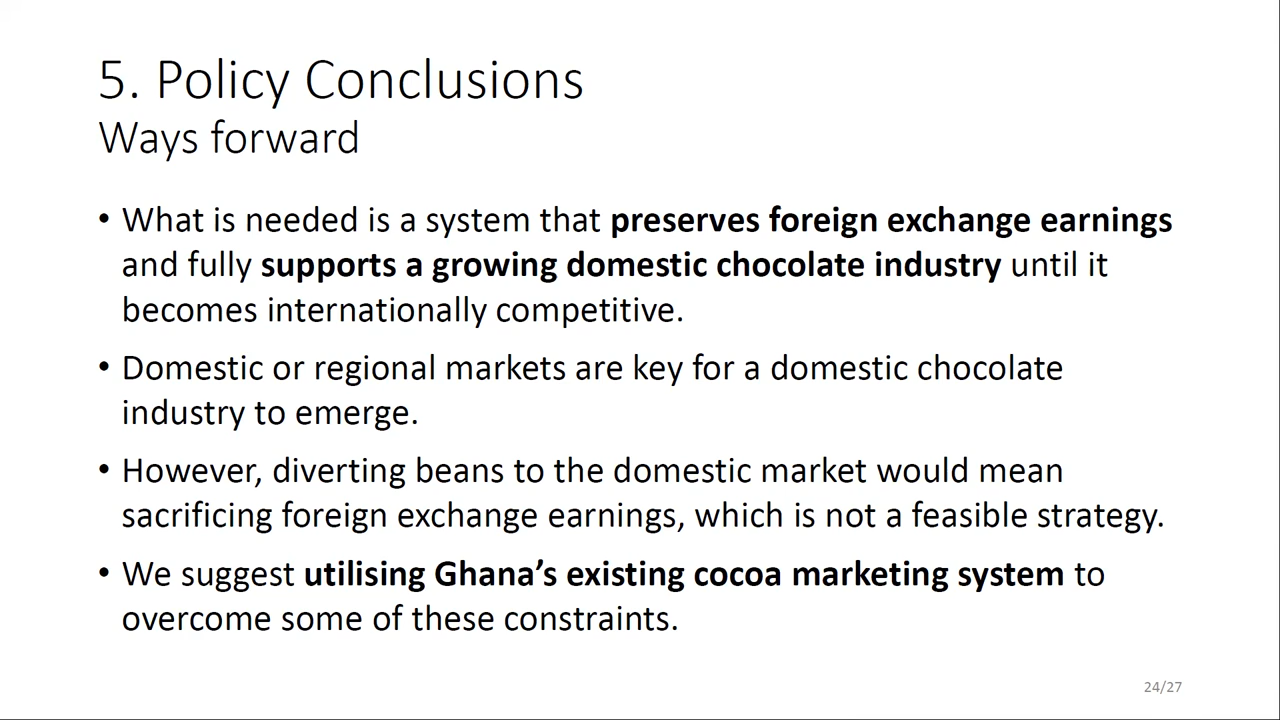 5. Policy Conclusions
Ways forward
• What is needed is a system that preserves foreign exchange earnings
and fully supports a growing domestic chocolate industry until it
becomes internationally competitive.
• Domestic or regional markets are key for a domestic chocolate
industry to emerge.
• However, diverting beans to the domestic market would mean
sacrificing foreign exchange earnings, which is not a feasible strategy.
• We suggest utilising Ghana’s existing cocoa marketing system to
overcome some of these constraints.
24/27